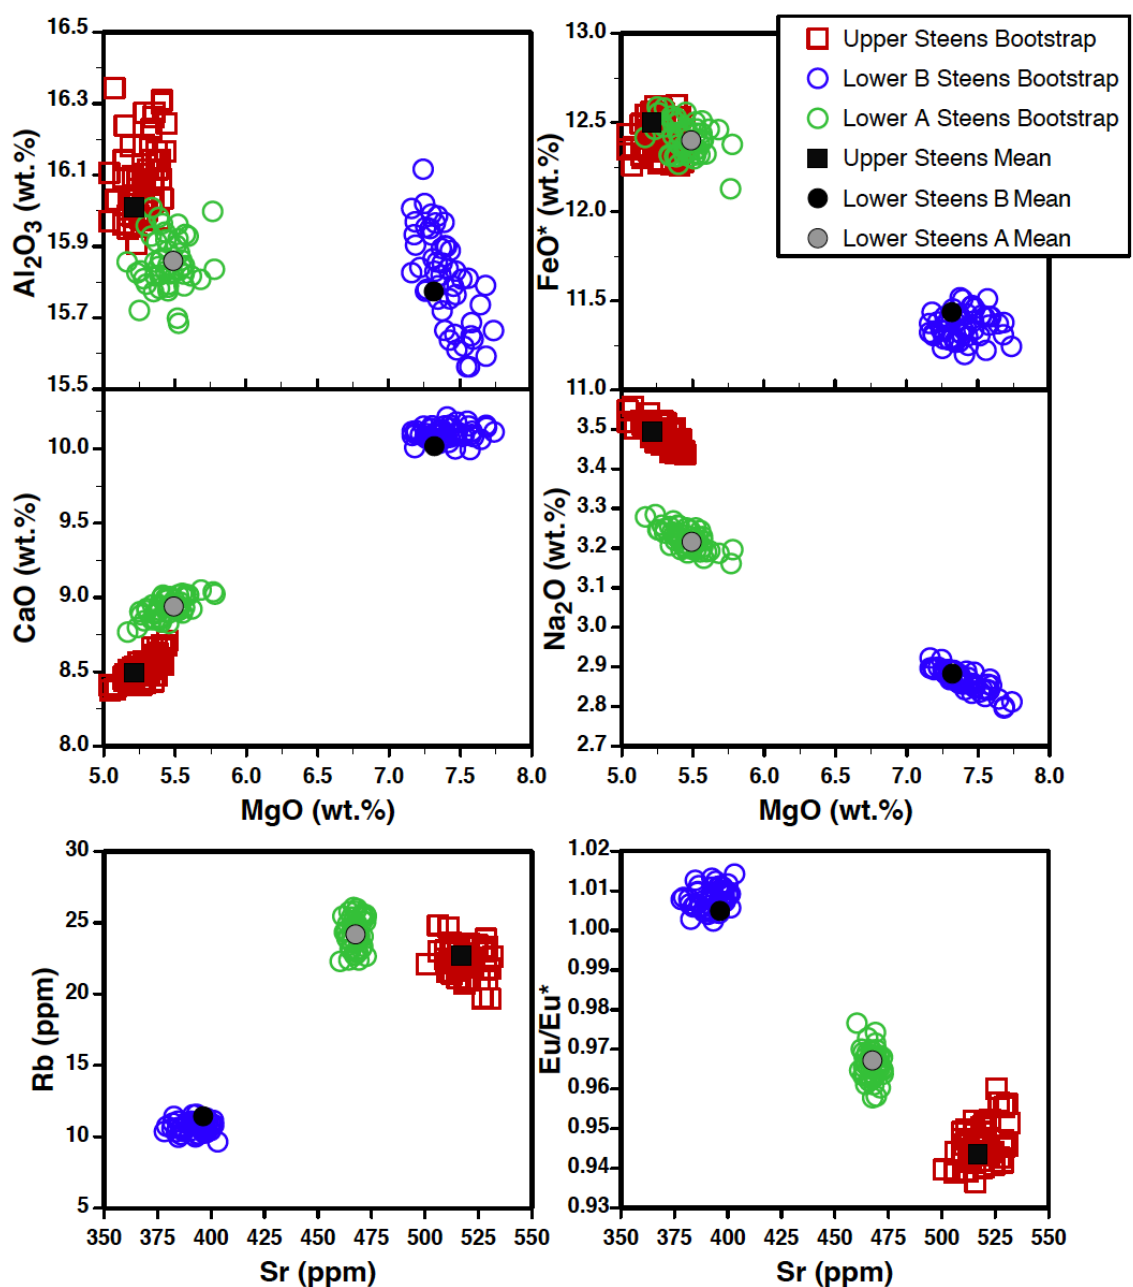 Upper Steens Bootstrap
Lower B Steens Bootstrap
Lower A Steens Bootstrap
Upper Steens Mean
Lower Steens B Mean
Lower Steens A Mean
Al2O3 (wt.%)
16.5
16.3
16.1
15.9
15.7
15.5
FeO* (wt.%)
13.0
12.5
12.0
11.5
11.0
CaO (wt.%)
10.0
9.5
9.0
8.5
8.0
5.0 5.5 6.0 6.5 7.0 7.5 8.0
MgO (wt.%)
Na2O (wt.%)
3.5
3.4
3.3
3.2
3.1
3.0
2.9
2.8
2.7
5.0 5.5 6.0 6.5 7.0 7.5 8.0
MgO (wt.%)
Rb (ppm)
30
25
20
15
10
5
350 375 400 425 450 475 500 525 550
Sr (ppm)
Eu/Eu*
1.02
1.01
1.00
0.99
0.98
0.97
0.96
0.95
0.94
0.93
350 375 400 425 450 475 500 525 550
Sr (ppm)